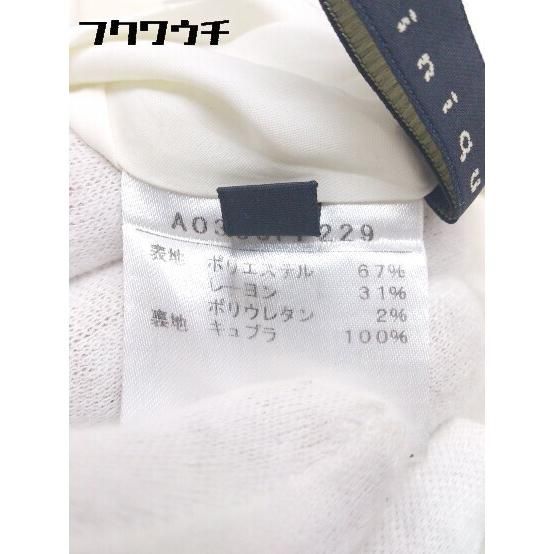 フクワウチ
iniqu
229
表地 ポリエステル 67%
レーヨン 31%
ポリウレタン 2%
裏地 キュプラ 100%